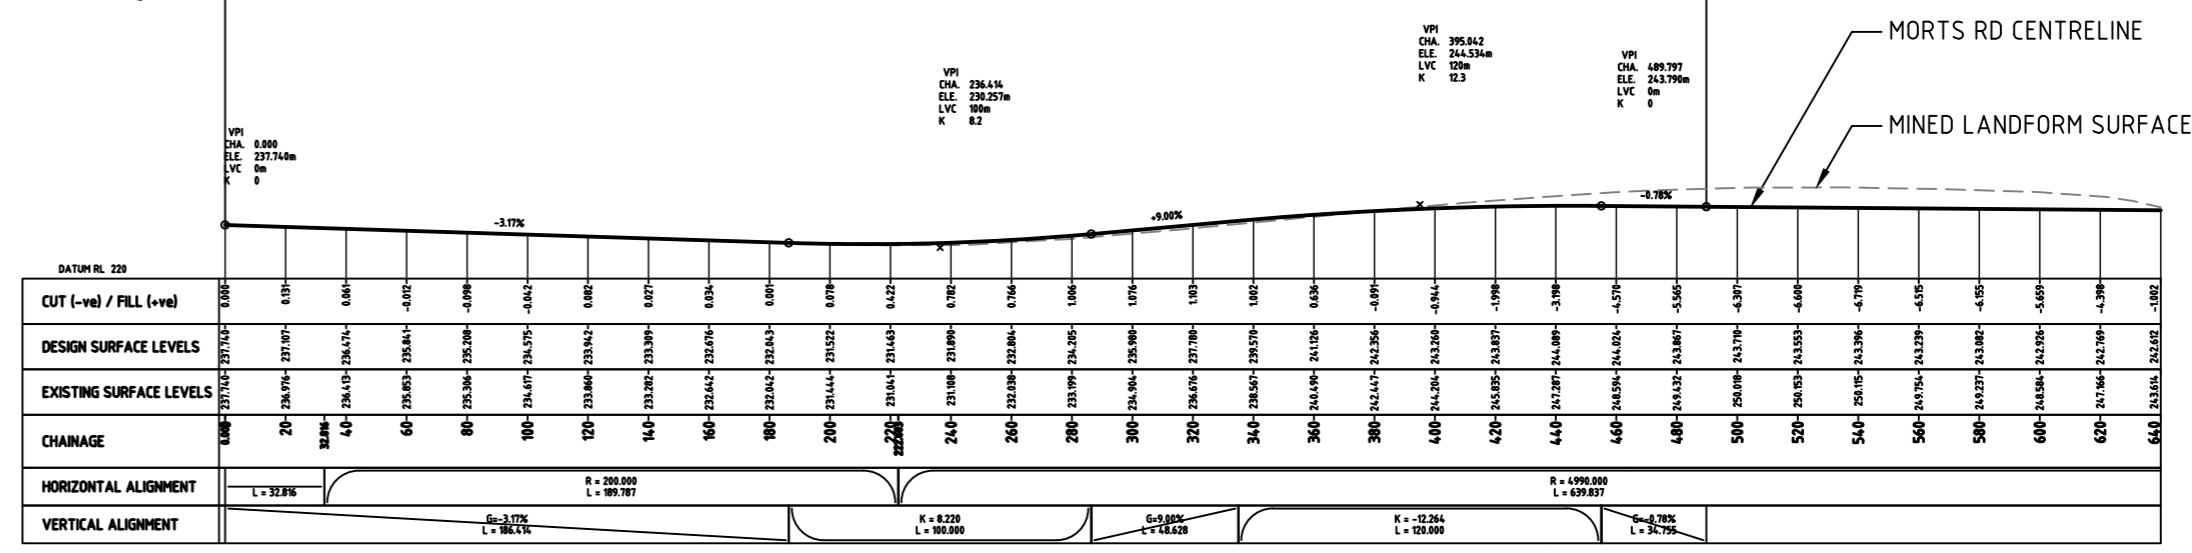 MORTS RD CENTRELINE
MINED LANDFORM SURFACE
VPI
CHA. 0.000
ELE. 237.740m
LVC 0m
K 0
VPI
CHA. 236.414
ELE. 230.257m
LVC 100m
K 8.2
VPI
CHA. 395.042
ELE. 244.534m
LVC 120m
K 12.3
VPI
CHA. 489.797
ELE. 243.790m
LVC 0m
K 0
-3.17%
+9.00%
-0.78%
DATUM RL 220
CUT (-ve) / FILL (+ve) 0.000 0.131 0.061 -0.012 -0.098 -0.042 0.082 0.027 0.034 0.001 0.078 0.422 0.782 0.766 1.006 1.076 1.103 1.002 0.636 -0.091 -0.944 -1.998 -3.198 -4.570 -5.565 -6.307 -6.600 -6.719 -6.515 -6.155 -5.659 -4.398 -1.002
DESIGN SURFACE LEVELS 237.740 237.107 236.474 235.841 235.208 234.575 233.942 233.309 232.676 232.043 231.522 231.463 231.890 232.804 234.205 235.980 237.780 239.570 241.126 242.356 243.260 243.837 244.089 244.024 243.867 243.710 243.553 243.396 243.239 243.082 242.926 242.769 242.612
EXISTING SURFACE LEVELS 237.740 236.976 236.413 235.853 235.306 234.617 233.860 233.282 232.642 232.042 231.444 231.041 231.108 232.038 233.199 234.904 236.676 238.567 240.490 242.447 244.204 245.835 247.287 248.594 249.432 250.018 250.153 250.115 249.754 249.237 248.584 247.166 243.614
CHAINAGE 20 32.816 40 60 80 100 120 140 160 180 200 220 240 260 280 300 320 340 360 380 400 420 440 460 480 500 520 540 560 580 600 620 640
HORIZONTAL ALIGNMENT
L = 32.816
R = 200.000
L = 189.787
R = 4990.000
L = 639.837
VERTICAL ALIGNMENT
G=-3.17%
L = 186.414
K = 8.220
L = 100.000
G=9.00%
L = 48.628
K = -12.264
L = 120.000
G=-0.78%
L = 34.755